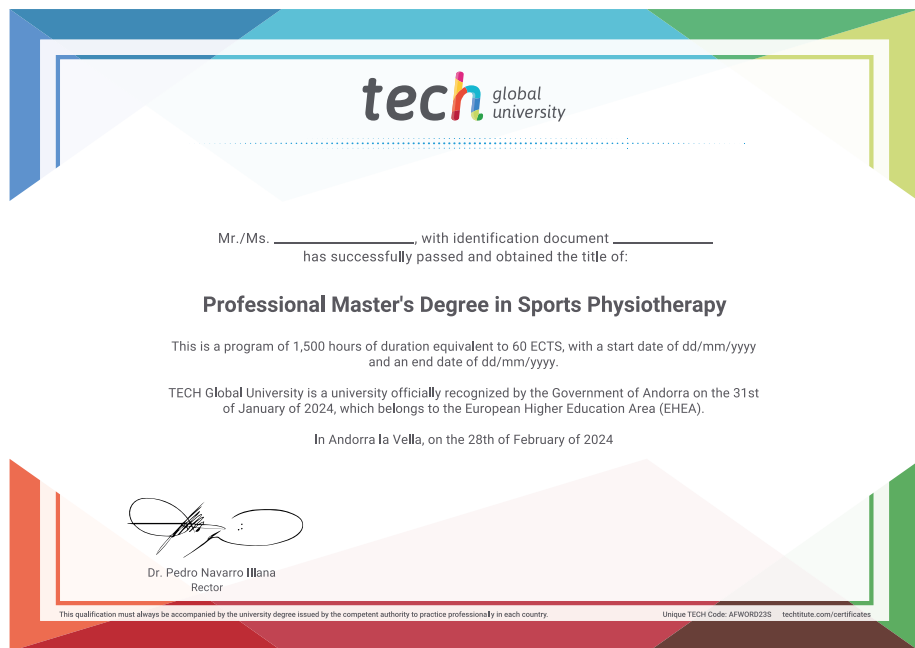 tech global university
Mr./Ms. ____________, with identification document ____________
has successfully passed and obtained the title of:
Professional Master's Degree in Sports Physiotherapy
This is a program of 1,500 hours of duration equivalent to 60 ECTS, with a start date of dd/mm/yyyy
and an end date of dd/mm/yyyy.
TECH Global University is a university officially recognized by the Government of Andorra on the 31st
of January of 2024, which belongs to the European Higher Education Area (EHEA).
In Andorra la Vella, on the 28th of February of 2024
Dr. Pedro Navarro Illana
Rector
This qualification must always be accompanied by the university degree issued by the competent authority to practice professionally in each country.
Unique TECH Code: AFWORD23S techtitute.com/certificates